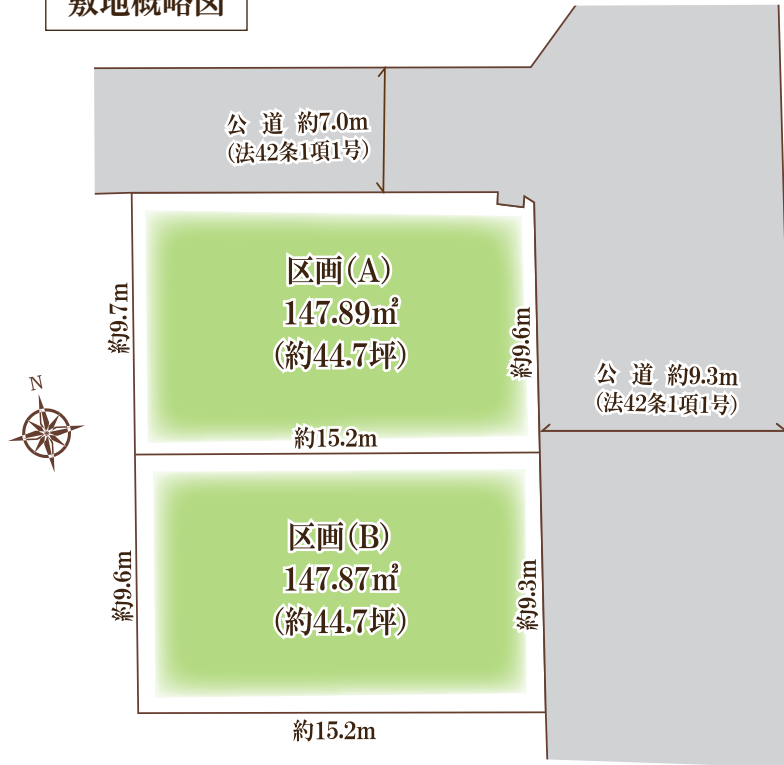 敷地概略図
公 道 約7.0m
(法42条1項1号)
区画(A)
147.89㎡
(約44.7坪)
約9.7m
約9.6m
約15.2m
公 道 約9.3m
(法42条1項1号)
N
区画(B)
147.87㎡
(約44.7坪)
約9.6m
約9.3m
約15.2m